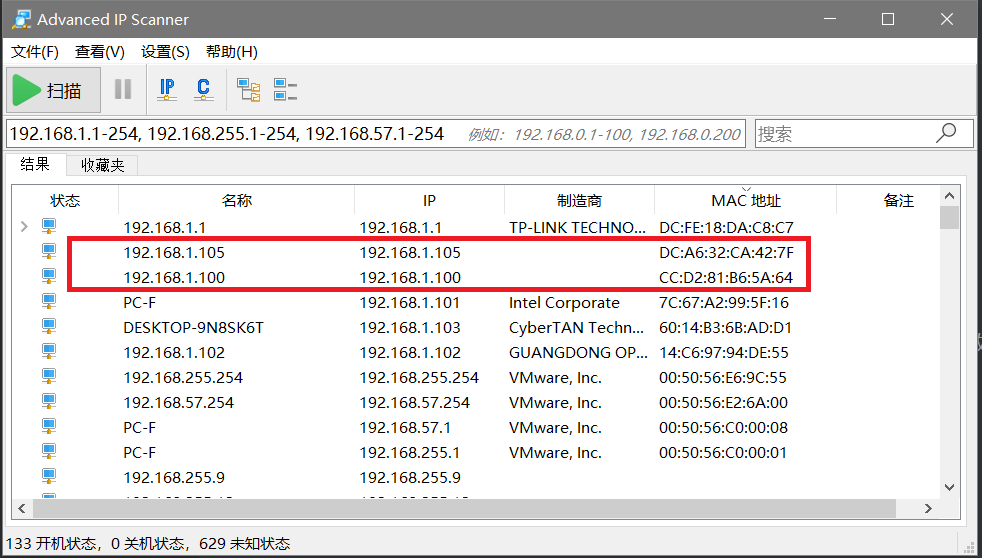 Advanced IP Scanner
文件(F) 查看(V) 设置(S) 帮助(H)
扫描 IP C
192.168.1.1-254, 192.168.255.1-254, 192.168.57.1-254 例如: 192.168.0.1-100, 192.168.0.200 搜索
结果 收藏夹
状态 名称 IP 制造商 MAC 地址 备注
192.168.1.1 192.168.1.1 TP-LINK TECHNO... DC:FE:18:DA:C8:C7
192.168.1.105 192.168.1.105 DC:A6:32:CA:42:7F
192.168.1.100 192.168.1.100 CC:D2:81:B6:5A:64
PC-F 192.168.1.101 Intel Corporate 7C:67:A2:99:5F:16
DESKTOP-9N8SK6T 192.168.1.103 CyberTAN Techn... 60:14:B3:6B:AD:D1
192.168.1.102 192.168.1.102 GUANGDONG OP... 14:C6:97:94:DE:55
192.168.255.254 192.168.255.254 VMware, Inc. 00:50:56:E6:9C:55
192.168.57.254 192.168.57.254 VMware, Inc. 00:50:56:E2:6A:00
PC-F 192.168.57.1 VMware, Inc. 00:50:56:C0:00:08
PC-F 192.168.255.1 VMware, Inc. 00:50:56:C0:00:01
192.168.255.9 192.168.255.9
133 开机状态, 0 关机状态, 629 未知状态